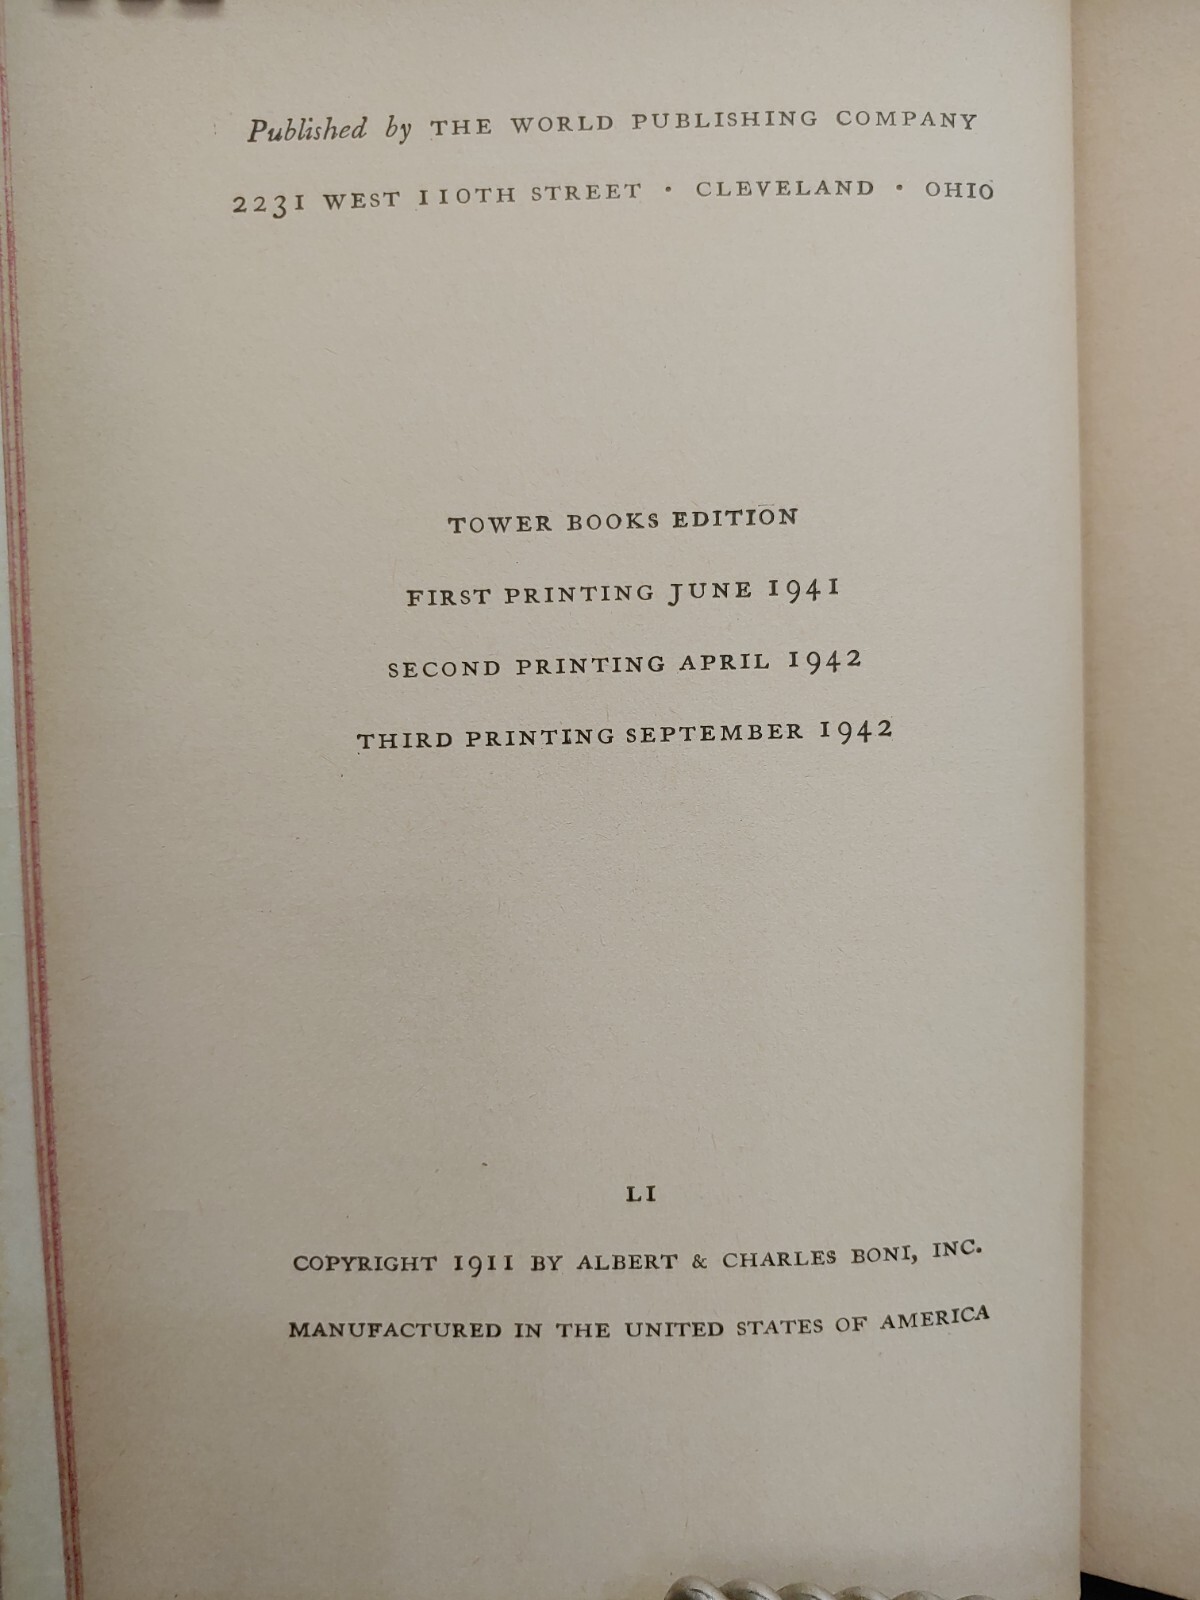 Published by THE WORLD PUBLISHING COMPANY
2231 WEST 110TH STREET • CLEVELAND • OHIO
TOWER BOOKS EDITION
FIRST PRINTING JUNE 1941
SECOND PRINTING APRIL 1942
THIRD PRINTING SEPTEMBER 1942
LI
COPYRIGHT 1911 BY ALBERT & CHARLES BONI, INC.
MANUFACTURED IN THE UNITED STATES OF AMERICA